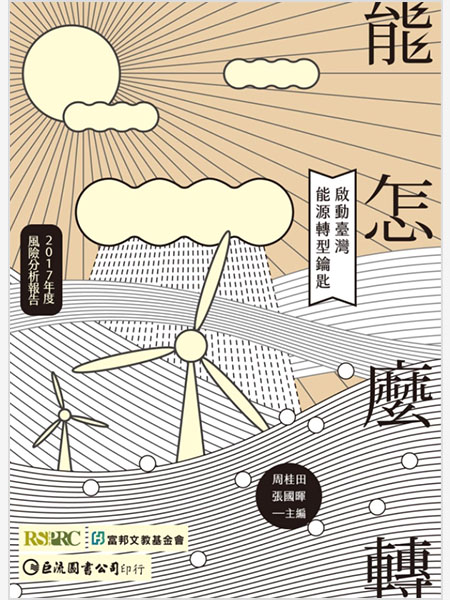 能怎麼轉
啟動臺灣
能源轉型鑰匙
2017年度
風險分析報告
周桂田
張國暉
—主編
RSPRC
富邦文教基金會
巨流圖書公司印行